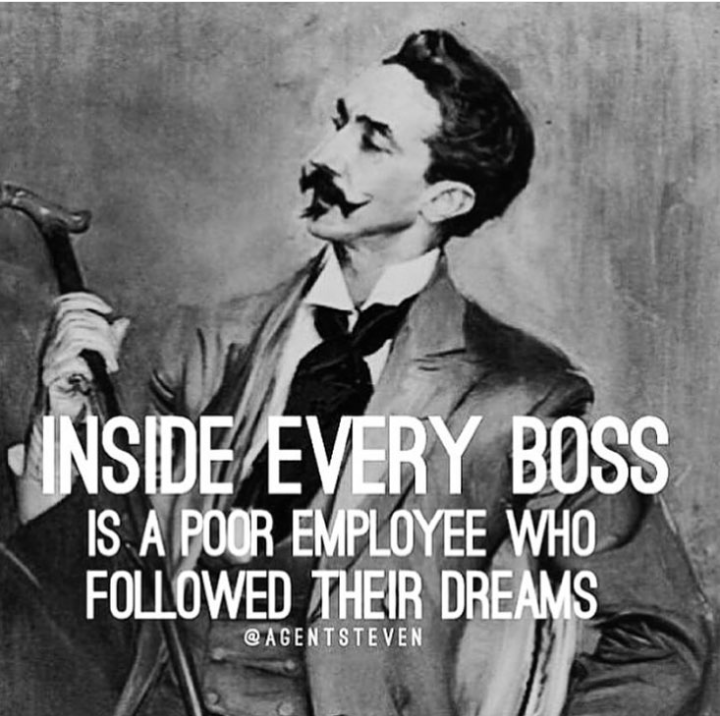 INSIDE EVERY BOSS
IS A POOR EMPLOYEE WHO
FOLLOWED THEIR DREAMS
@AGENTSTEVEN